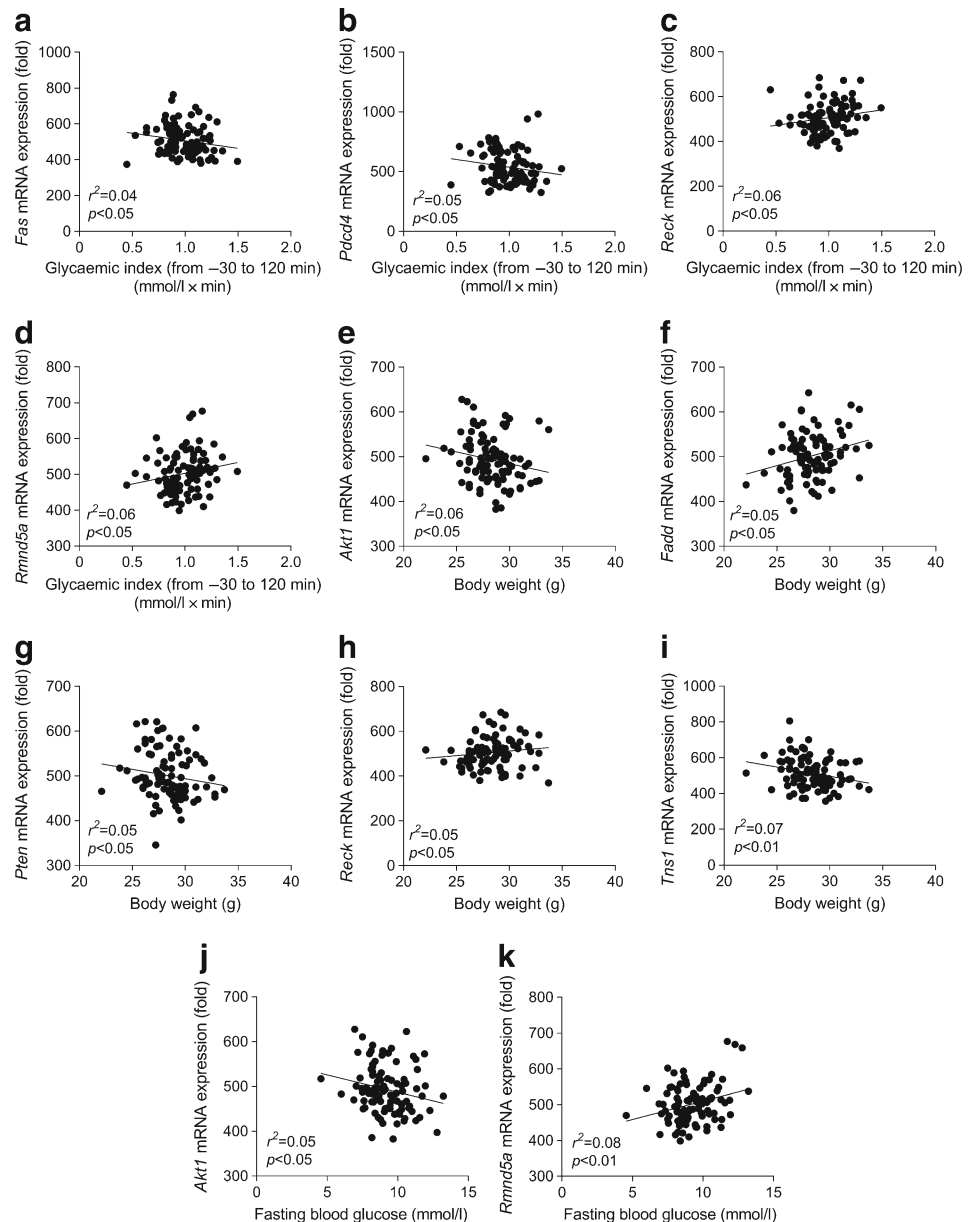 a
Fas mRNA expression (fold)
1000
800
600
400
200
0
r²=0.04
p<0.05
0 0.5 1.0 1.5 2.0
Glycaemic index (from −30 to 120 min)
(mmol/l × min)
b
Pdcd4 mRNA expression (fold)
1500
1000
500
0
r²=0.05
p<0.05
0 0.5 1.0 1.5 2.0
Glycaemic index (from −30 to 120 min)
(mmol/l × min)
c
Reck mRNA expression (fold)
800
600
400
200
0
r²=0.06
p<0.05
0 0.5 1.0 1.5 2.0
Glycaemic index (from −30 to 120 min)
(mmol/l × min)
d
Rmnd5a mRNA expression (fold)
800
700
600
500
400
300
r²=0.06
p<0.05
0 0.5 1.0 1.5 2.0
Glycaemic index (from −30 to 120 min)
(mmol/l × min)
e
Akt1 mRNA expression (fold)
700
600
500
400
300
r²=0.06
p<0.05
20 25 30 35 40
Body weight (g)
f
Fadd mRNA expression (fold)
700
600
500
400
300
r²=0.05
p<0.05
20 25 30 35 40
Body weight (g)
g
Pten mRNA expression (fold)
700
600
500
400
300
r²=0.05
p<0.05
20 25 30 35 40
Body weight (g)
h
Reck mRNA expression (fold)
800
600
400
200
0
r²=0.05
p<0.05
20 25 30 35 40
Body weight (g)
i
Tns1 mRNA expression (fold)
1000
800
600
400
200
0
r²=0.07
p<0.01
20 25 30 35 40
Body weight (g)
j
Akt1 mRNA expression (fold)
700
600
500
400
300
r²=0.05
p<0.05
0 5 10 15
Fasting blood glucose (mmol/l)
k
Rmnd5a mRNA expression (fold)
800
700
600
500
400
300
r²=0.08
p<0.01
0 5 10 15
Fasting blood glucose (mmol/l)